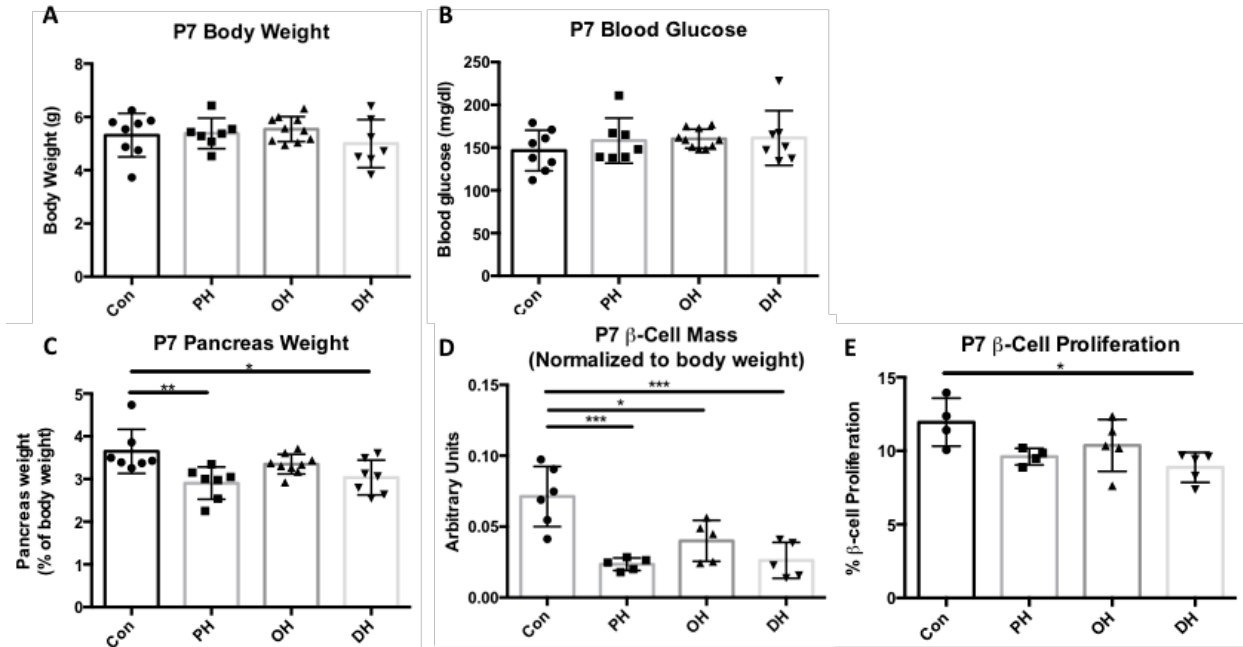 A
P7 Body Weight
Body Weight (g)
8
6
4
2
0
Con
PH
OH
DH
B
P7 Blood Glucose
Blood glucose (mg/dl)
250
200
150
100
50
0
Con
PH
OH
DH
C
P7 Pancreas Weight
Pancreas weight
(% of body weight)
5
4
3
2
1
0
*
**
Con
PH
OH
DH
D
P7 β-Cell Mass
(Normalized to body weight)
Arbitrary Units
0.15
0.10
0.05
0.00
***
*
***
Con
PH
OH
DH
E
P7 β-Cell Proliferation
% β-cell Proliferation
15
10
5
0
*
Con
PH
OH
DH